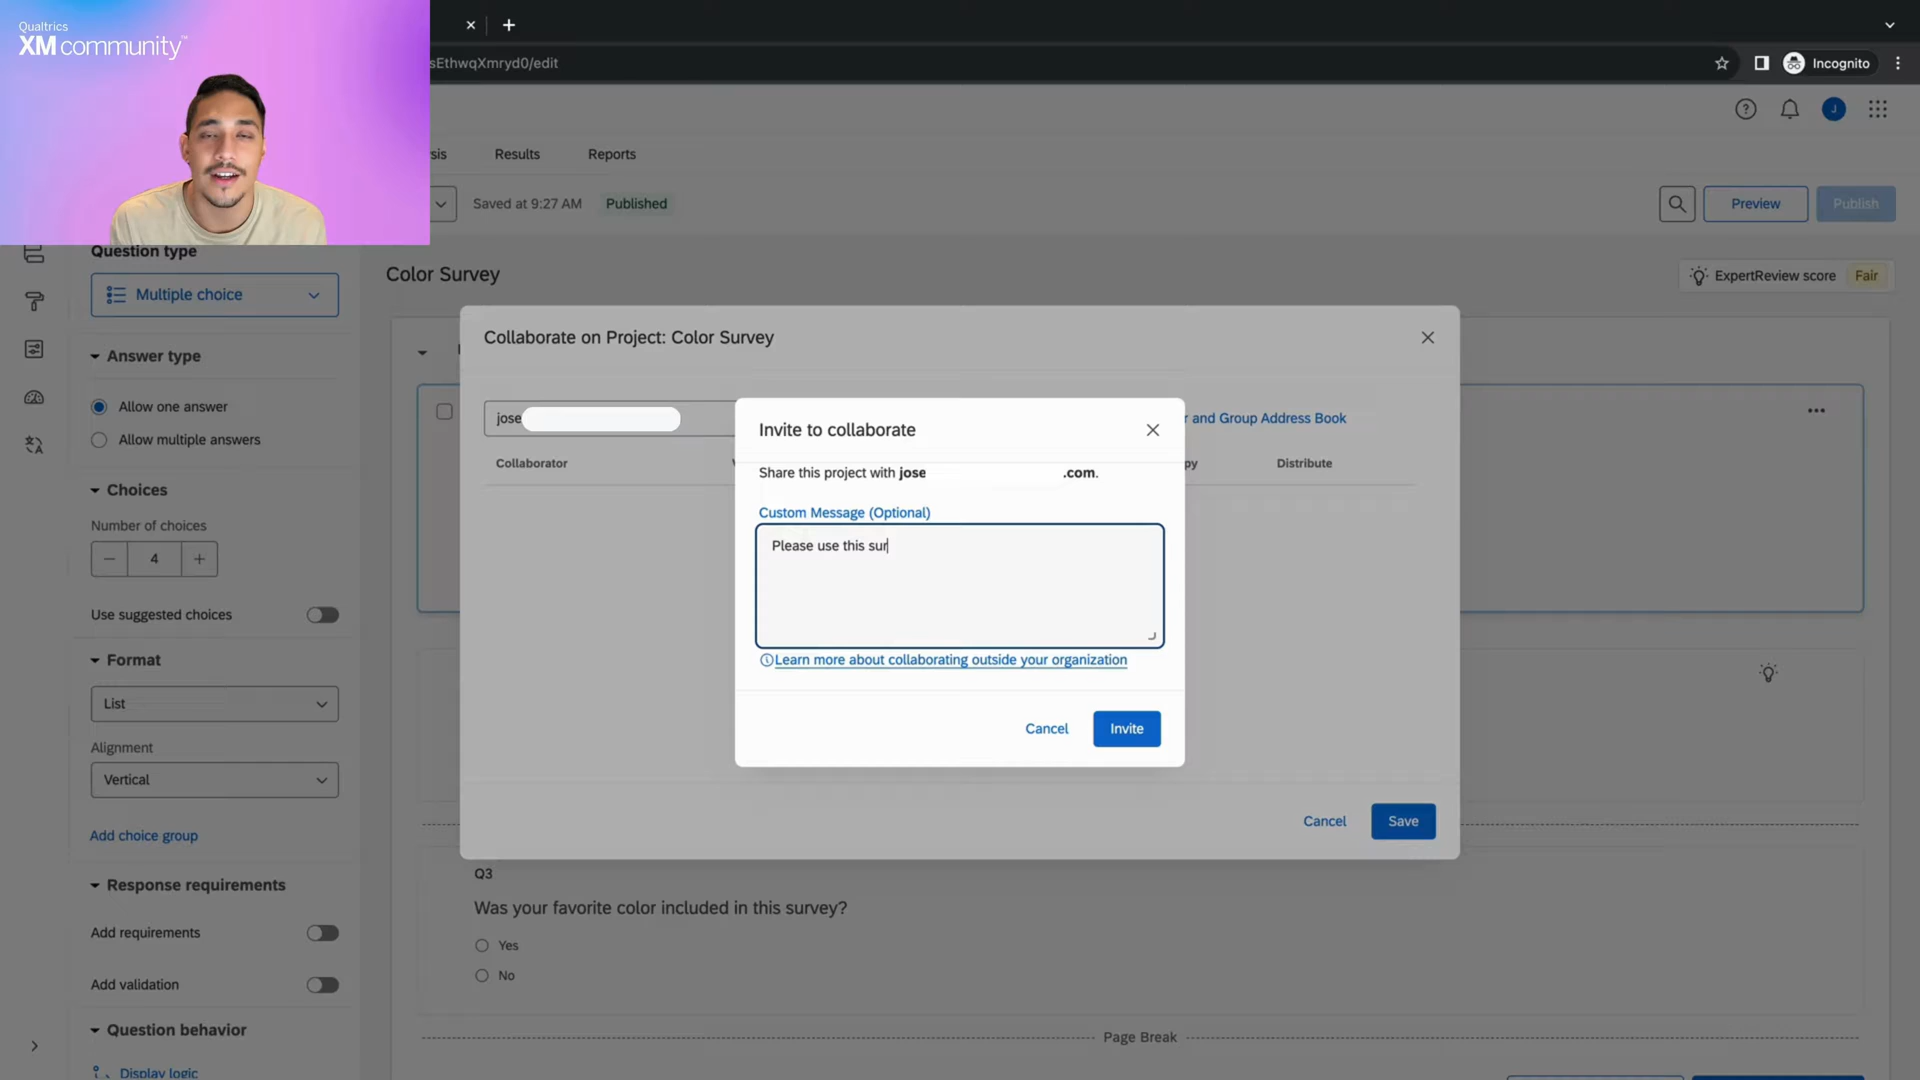 Qualtrics
XM community™
sEthwqXmryd0/edit
Incognito
J
sis
Results
Reports
Saved at 9:27 AM
Published
Preview
Publish
Question type
Multiple choice
Color Survey
ExpertReview score
Fair
Answer type
Allow one answer
Allow multiple answers
Choices
Number of choices
4
Use suggested choices
Format
List
Alignment
Vertical
Add choice group
Response requirements
Add requirements
Add validation
Question behavior
Display logic
Collaborate on Project: Color Survey
jose
r and Group Address Book
Collaborator
py
Distribute
Invite to collaborate
Share this project with jose .com.
Custom Message (Optional)
Please use this sur
Learn more about collaborating outside your organization
Cancel
Invite
Cancel
Save
Q3
Was your favorite color included in this survey?
Yes
No
Page Break